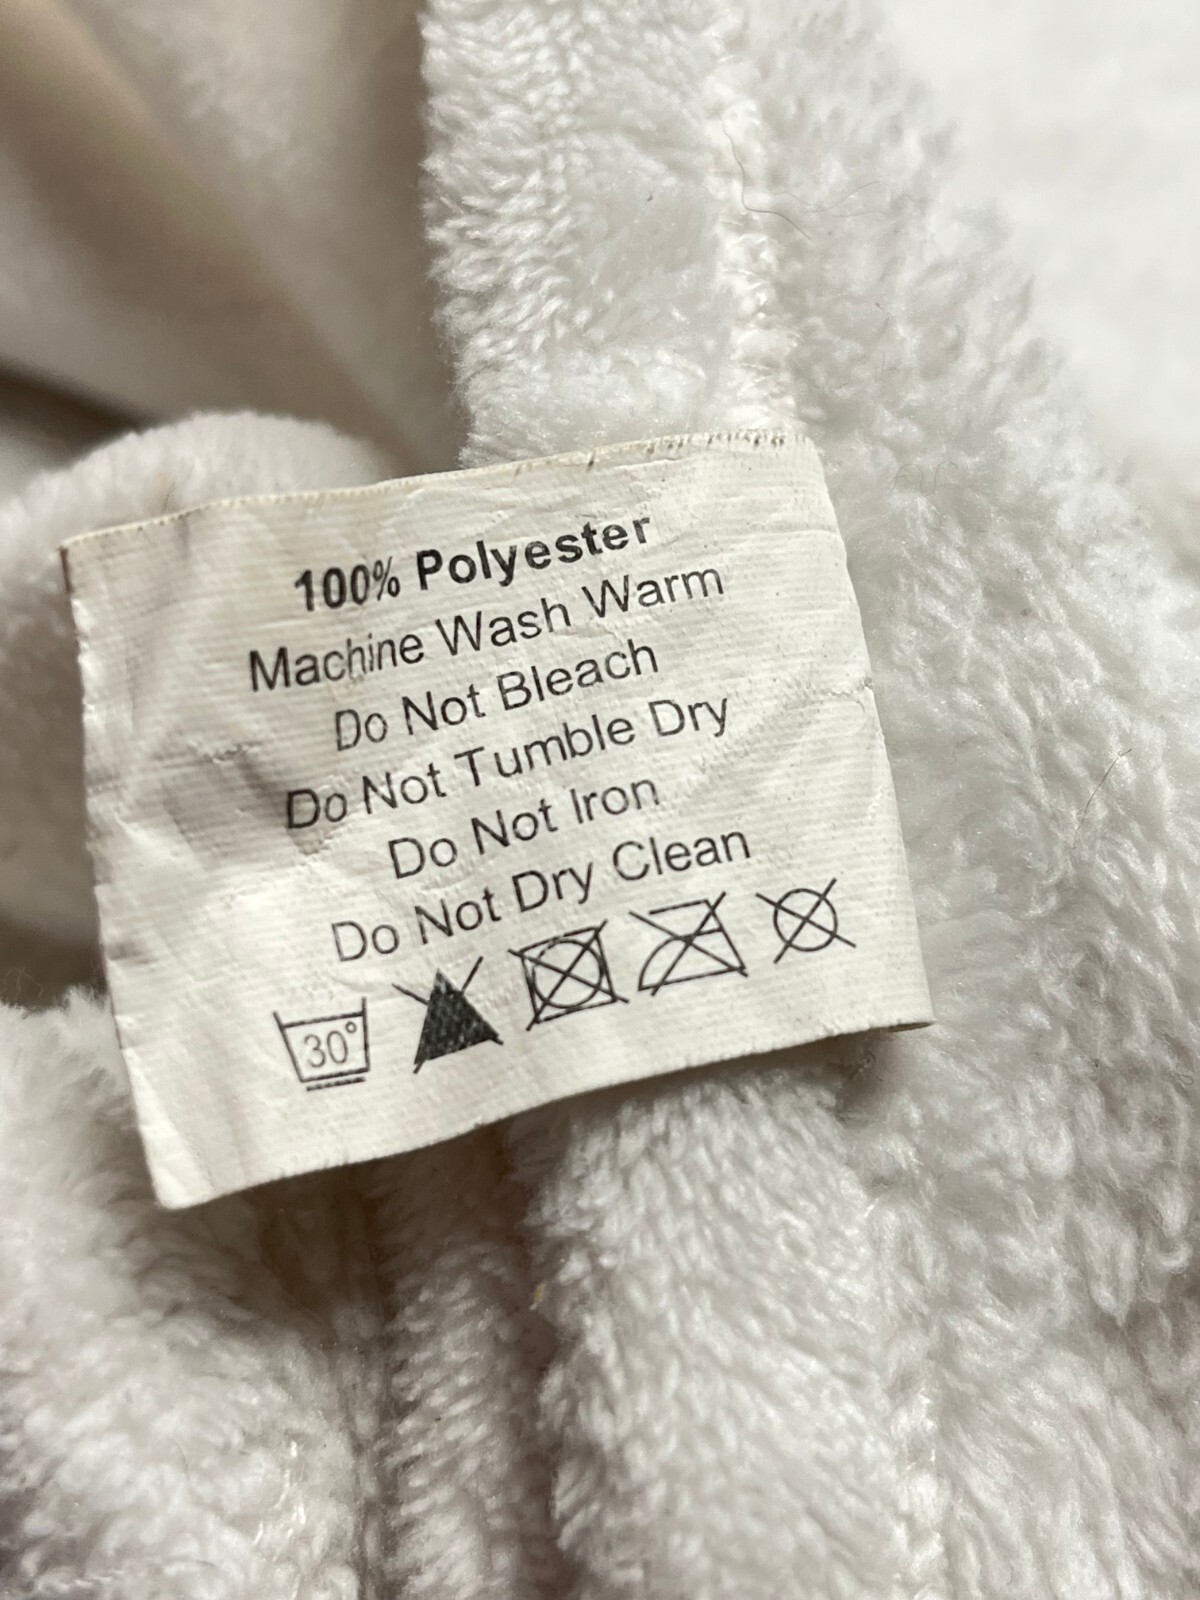 100% Polyester
Machine Wash Warm
Do Not Bleach
Do Not Tumble Dry
Do Not Iron
Do Not Dry Clean
30°